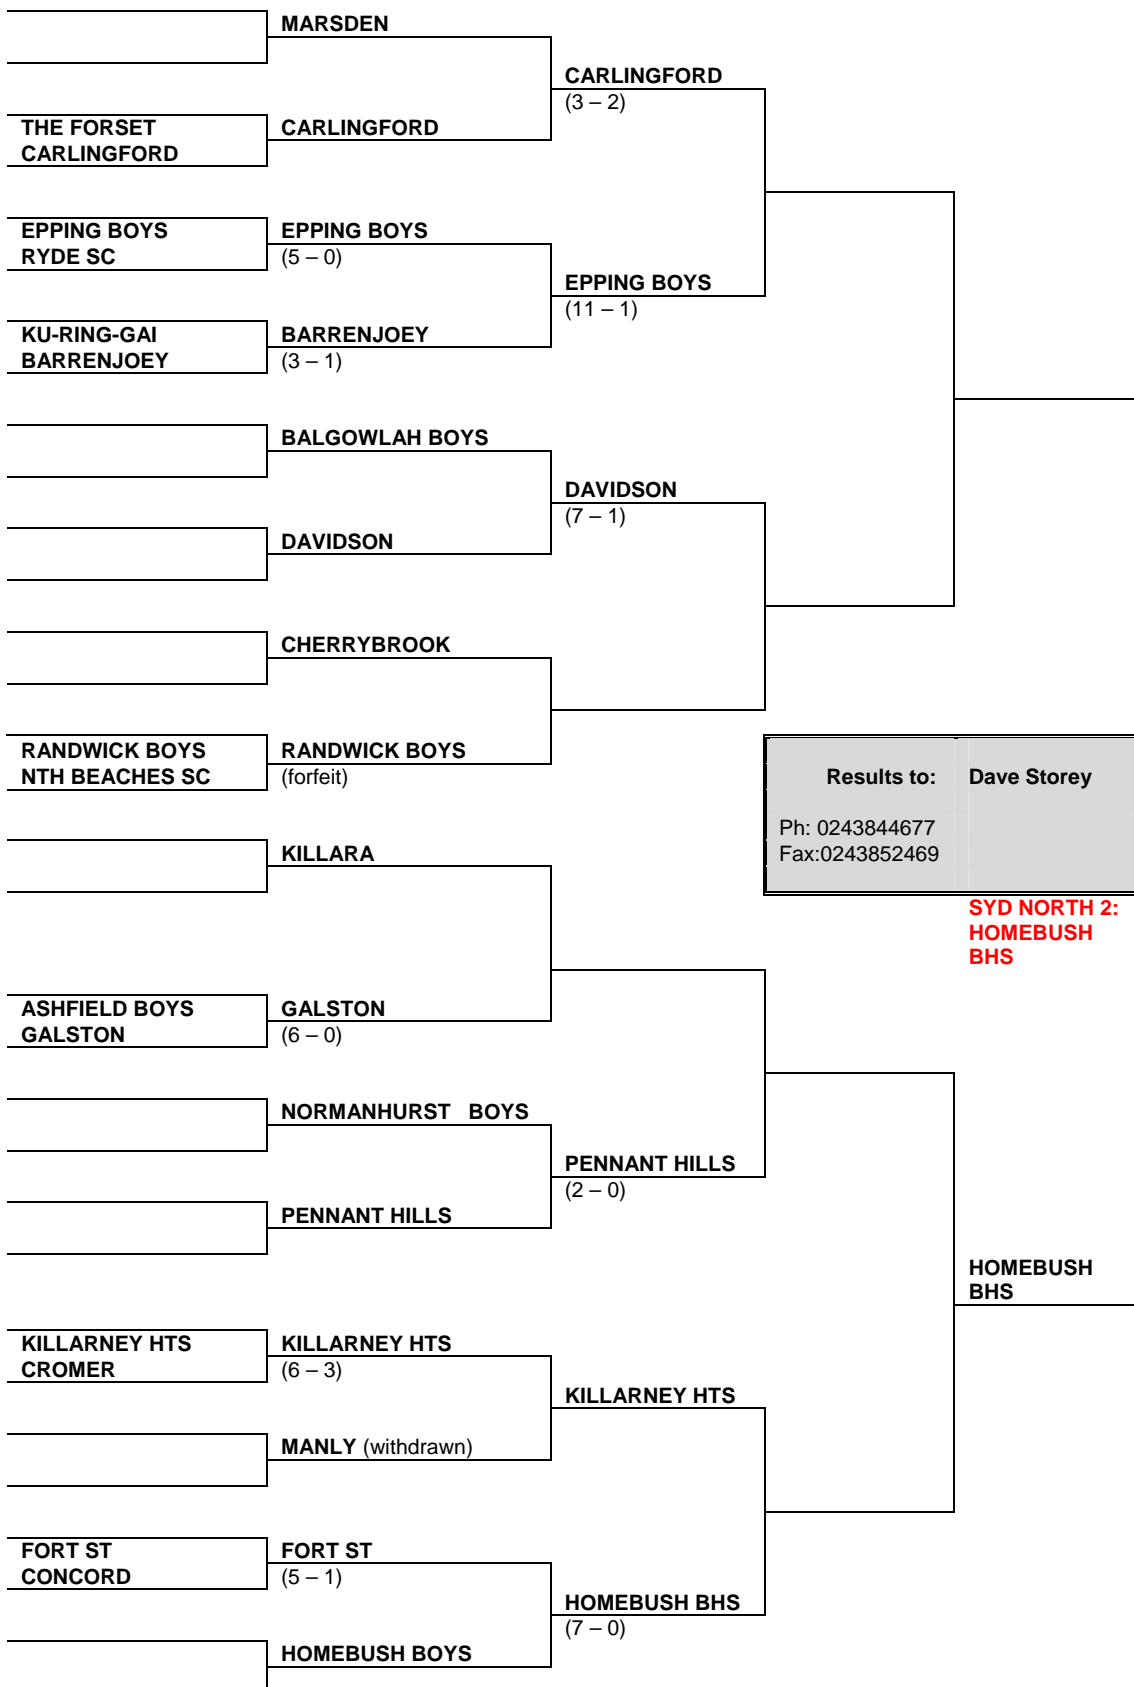 MARSDEN
CARLINGFORD
(3 – 2)
THE FORSET
CARLINGFORD
CARLINGFORD
EPPING BOYS
RYDE SC
EPPING BOYS
(5 – 0)
EPPING BOYS
(11 – 1)
KU-RING-GAI
BARRENJOEY
BARRENJOEY
(3 – 1)
BALGOWLAH BOYS
DAVIDSON
(7 – 1)
DAVIDSON
CHERRYBROOK
RANDWICK BOYS
NTH BEACHES SC
RANDWICK BOYS
(forfeit)
Results to: Dave Storey
Ph: 0243844677
Fax:0243852469
KILLARA
SYD NORTH 2:
HOMEBUSH
BHS
ASHFIELD BOYS
GALSTON
GALSTON
(6 – 0)
NORMANHURST BOYS
PENNANT HILLS
(2 – 0)
PENNANT HILLS
HOMEBUSH
BHS
KILLARNEY HTS
CROMER
KILLARNEY HTS
(6 – 3)
KILLARNEY HTS
MANLY (withdrawn)
FORT ST
CONCORD
FORT ST
(5 – 1)
HOMEBUSH BHS
(7 – 0)
HOMEBUSH BOYS